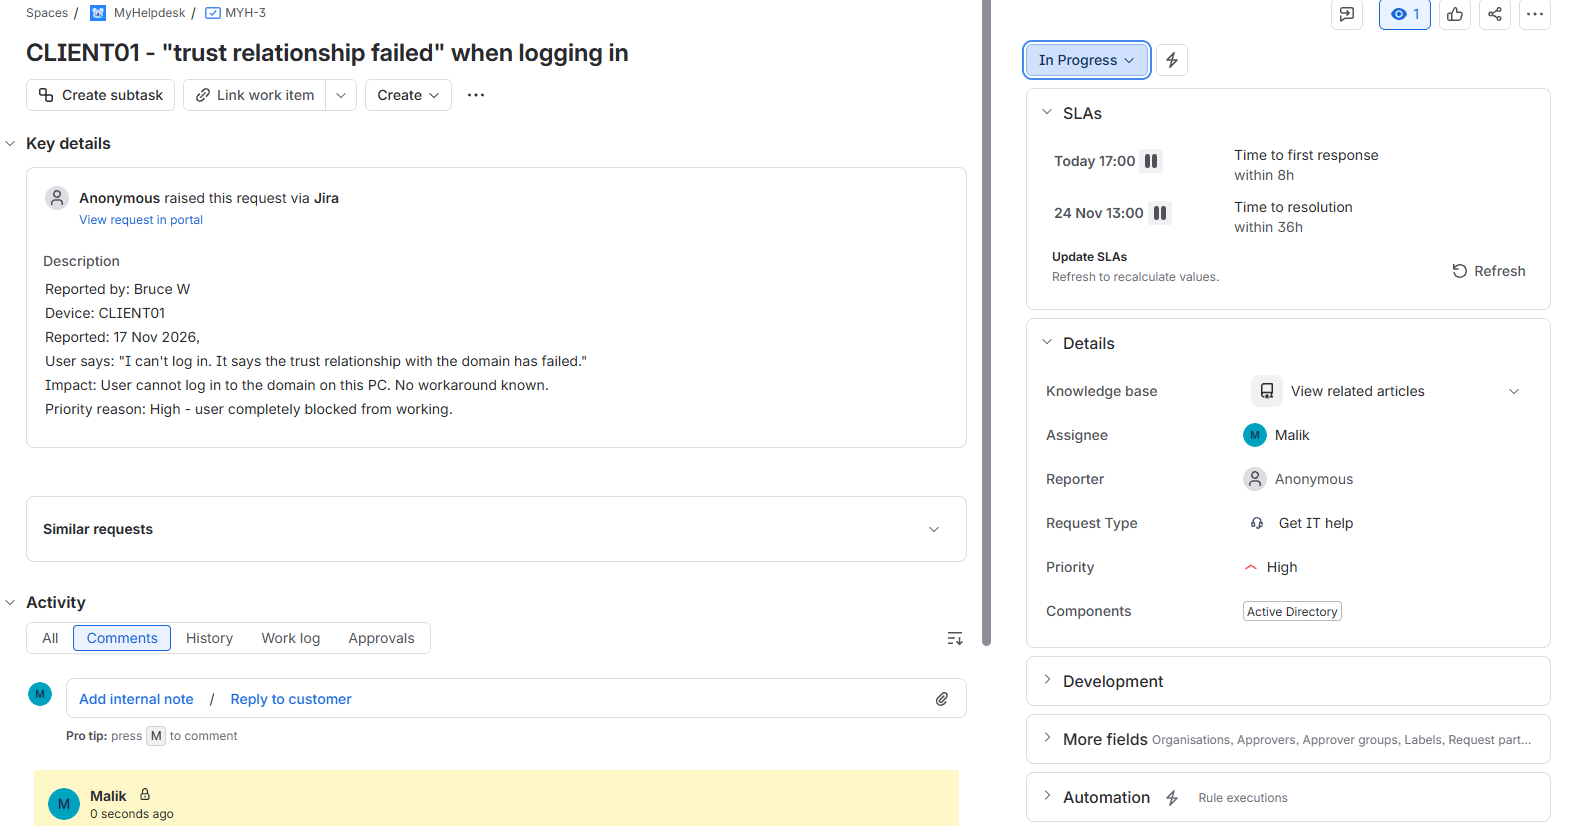 Spaces / MyHelpdesk / MYH-3
CLIENT01 - "trust relationship failed" when logging in
Create subtask Link work item Create
Key details
Anonymous raised this request via Jira
View request in portal
Description
Reported by: Bruce W
Device: CLIENT01
Reported: 17 Nov 2026,
User says: "I can't log in. It says the trust relationship with the domain has failed."
Impact: User cannot log in to the domain on this PC. No workaround known.
Priority reason: High - user completely blocked from working.
Similar requests
Activity
All Comments History Work log Approvals
M
Add internal note / Reply to customer
Pro tip: press M to comment
M
Malik
0 seconds ago
1
In Progress
SLAs
Today 17:00 Time to first response
within 8h
24 Nov 13:00 Time to resolution
within 36h
Update SLAs
Refresh to recalculate values.
Refresh
Details
Knowledge base View related articles
Assignee M Malik
Reporter Anonymous
Request Type Get IT help
Priority High
Components Active Directory
Development
More fields Organisations, Approvers, Approver groups, Labels, Request part...
Automation Rule executions